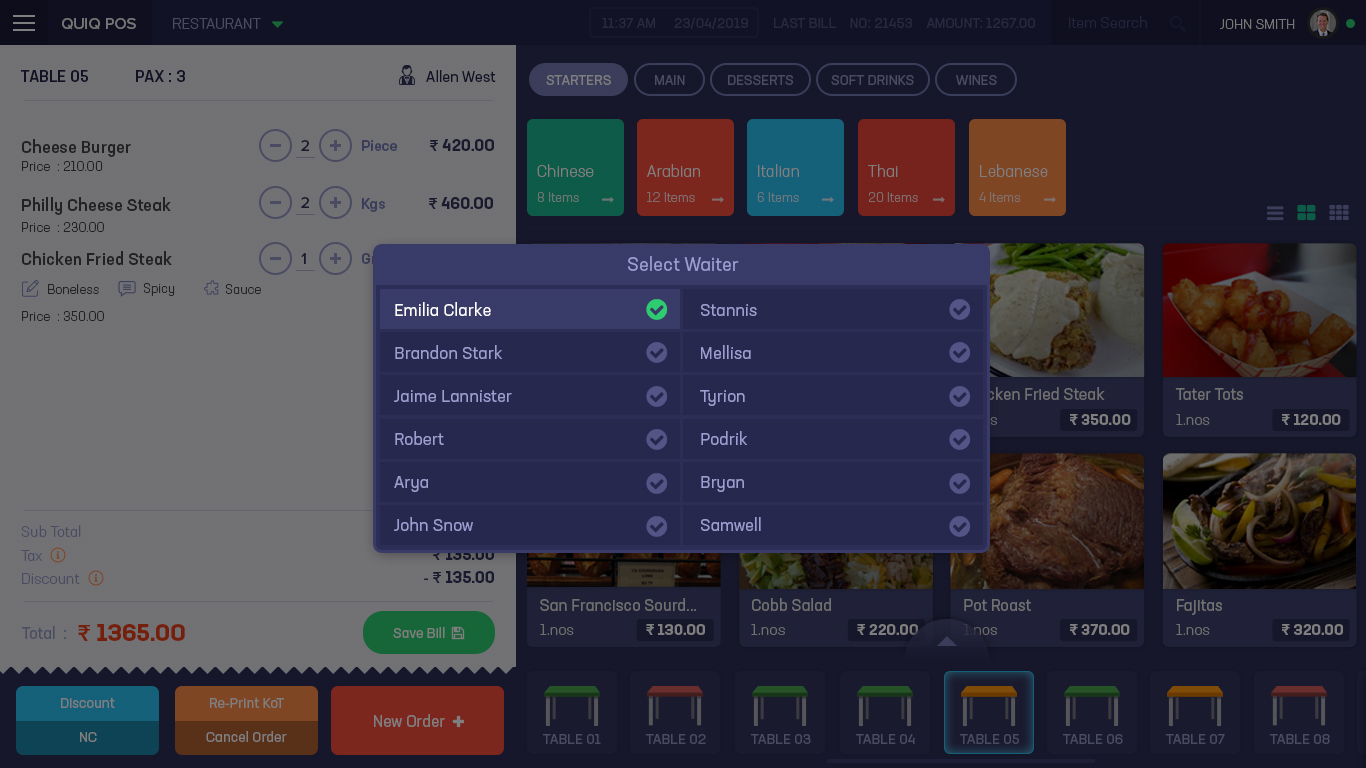 QUIQ POS
RESTAURANT
11:37 AM 23/04/2019
LAST BILL NO: 21453 AMOUNT: 1267.00
Item Search
JOHN SMITH
TABLE 05 PAX : 3
Allen West
Cheese Burger
Price : 210.00
2
Piece
₹ 420.00
Philly Cheese Steak
Price : 230.00
2
Kgs
₹ 460.00
Chicken Fried Steak
1
Boneless
Spicy
Sauce
Price : 350.00
Sub Total
Tax
₹ 135.00
Discount
- ₹ 135.00
Total : ₹ 1365.00
Save Bill
Discount
NC
Re-Print KoT
Cancel Order
New Order
STARTERS
MAIN
DESSERTS
SOFT DRINKS
WINES
Chinese
8 Items
Arabian
12 Items
Italian
6 Items
Thai
20 Items
Lebanese
4 Items
Select Waiter
Emilia Clarke
Stannis
Brandon Stark
Mellisa
Jaime Lannister
Tyrion
Robert
Podrik
Arya
Bryan
John Snow
Samwell
cken Fried Steak
₹ 350.00
Tater Tots
1.nos
₹ 120.00
San Francisco Sourd...
1.nos
₹ 130.00
Cobb Salad
1.nos
₹ 220.00
Pot Roast
1.nos
₹ 370.00
Fajitas
1.nos
₹ 320.00
TABLE 01
TABLE 02
TABLE 03
TABLE 04
TABLE 05
TABLE 06
TABLE 07
TABLE 08